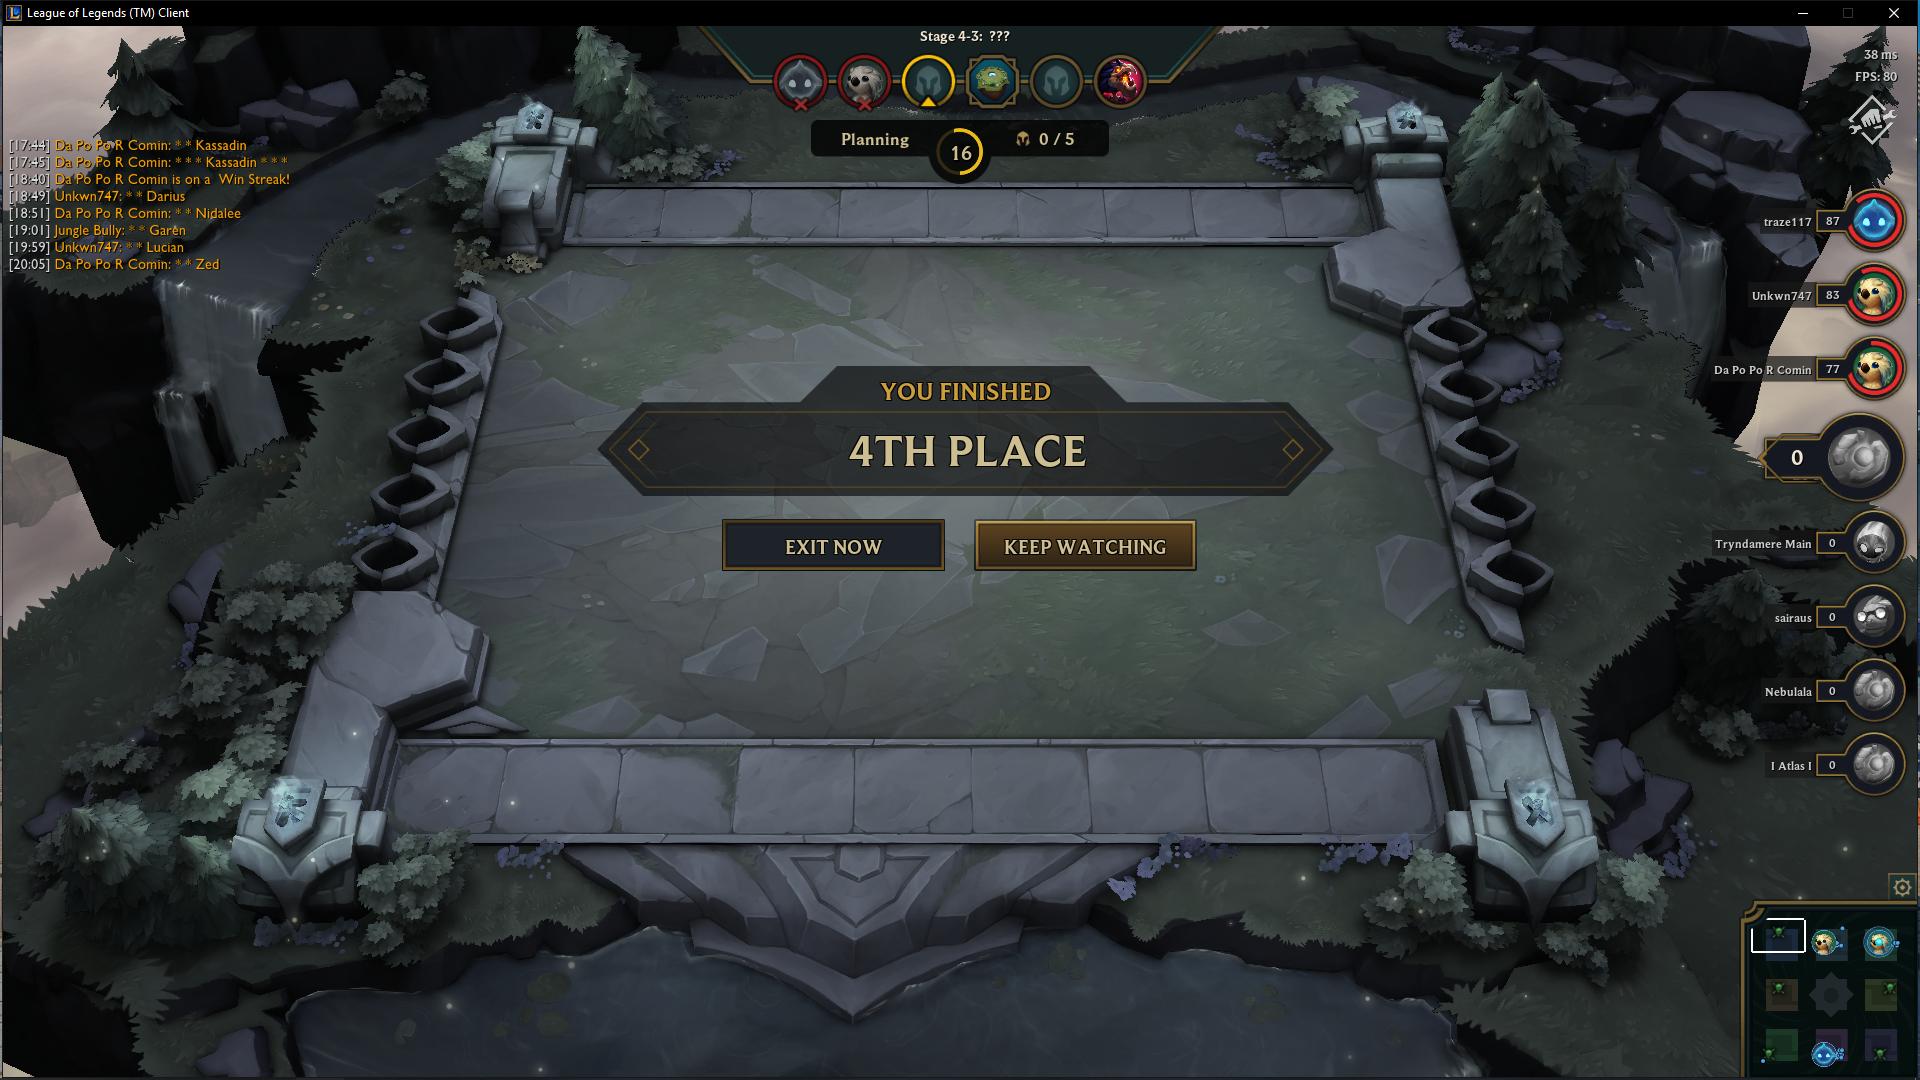 League of Legends (TM) Client
Stage 4-3: ???
38 ms
FPS: 80
Planning
16
0 / 5
[17:44] Da Po Po R Comin: * * Kassadin
[17:45] Da Po Po R Comin: * * * Kassadin * * *
[18:40] Da Po Po R Comin is on a Win Streak!
[18:49] Unkwn747: * * Darius
[18:51] Da Po Po R Comin: * * Nidalee
[19:01] Jungle Bully: * * Garen
[19:59] Unkwn747: * * Lucian
[20:05] Da Po Po R Comin: * * Zed
traze117 87
Unkwn747 83
Da Po Po R Comin 77
0
Tryndamere Main 0
sairaus 0
Nebulala 0
I Atlas I 0
YOU FINISHED
4TH PLACE
EXIT NOW
KEEP WATCHING